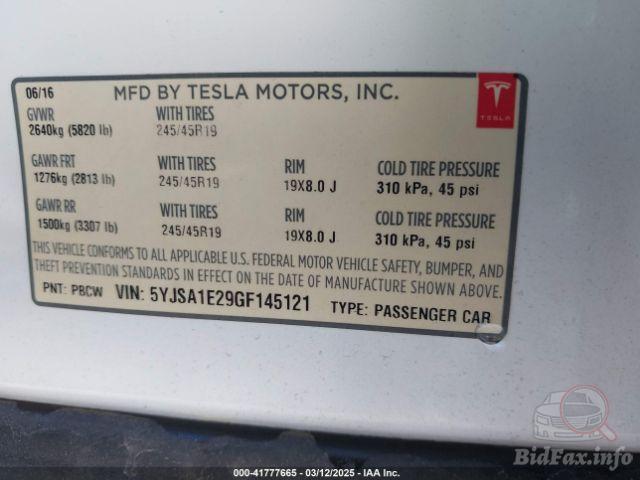 06/16 MFD BY TESLA MOTORS, INC.
TESLA
GVWR WITH TIRES
2640kg (5820 lb) 245/45R19
GAWR FRT WITH TIRES RIM COLD TIRE PRESSURE
1276kg (2813 lb) 245/45R19 19X8.0 J 310 kPa, 45 psi
GAWR RR WITH TIRES RIM COLD TIRE PRESSURE
1500kg (3307 lb) 245/45R19 19X8.0 J 310 kPa, 45 psi
THIS VEHICLE CONFORMS TO ALL APPLICABLE U.S. FEDERAL MOTOR VEHICLE SAFETY, BUMPER, AND
THEFT PREVENTION STANDARDS IN EFFECT ON THE DATE OF MANUFACTURE SHOWN ABOVE.
PNT: PBCW VIN: 5YJSA1E29GF145121 TYPE: PASSENGER CAR
BidFax.info
000-41777665 - 03/12/2025 - IAA Inc.